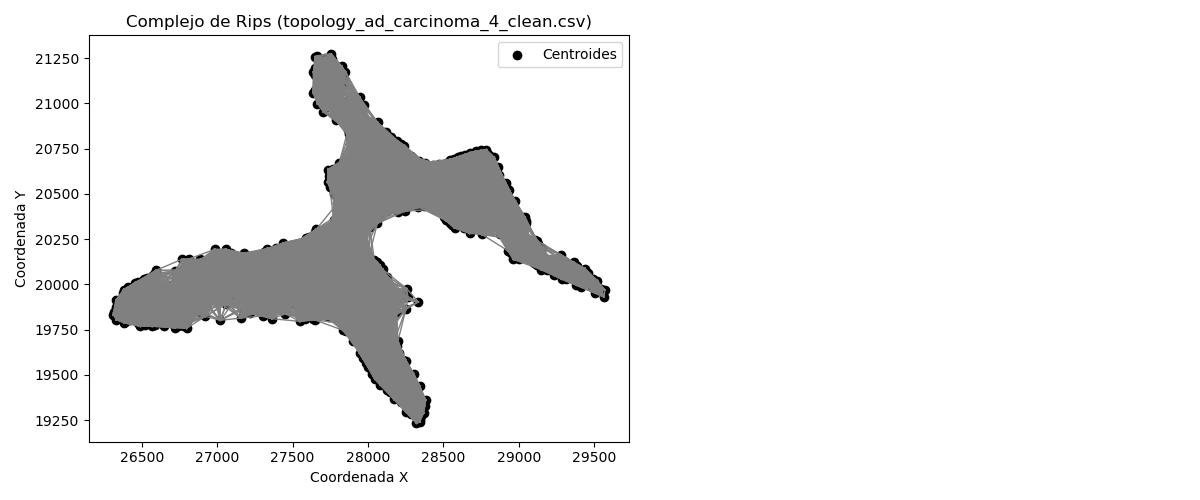 Complejo de Rips (topology_ad_carcinoma_4_clean.csv)
Centroides
21250
21000
20750
20500
20250
20000
19750
19500
19250
Coordenada Y
26500 27000 27500 28000 28500 29000 29500
Coordenada X